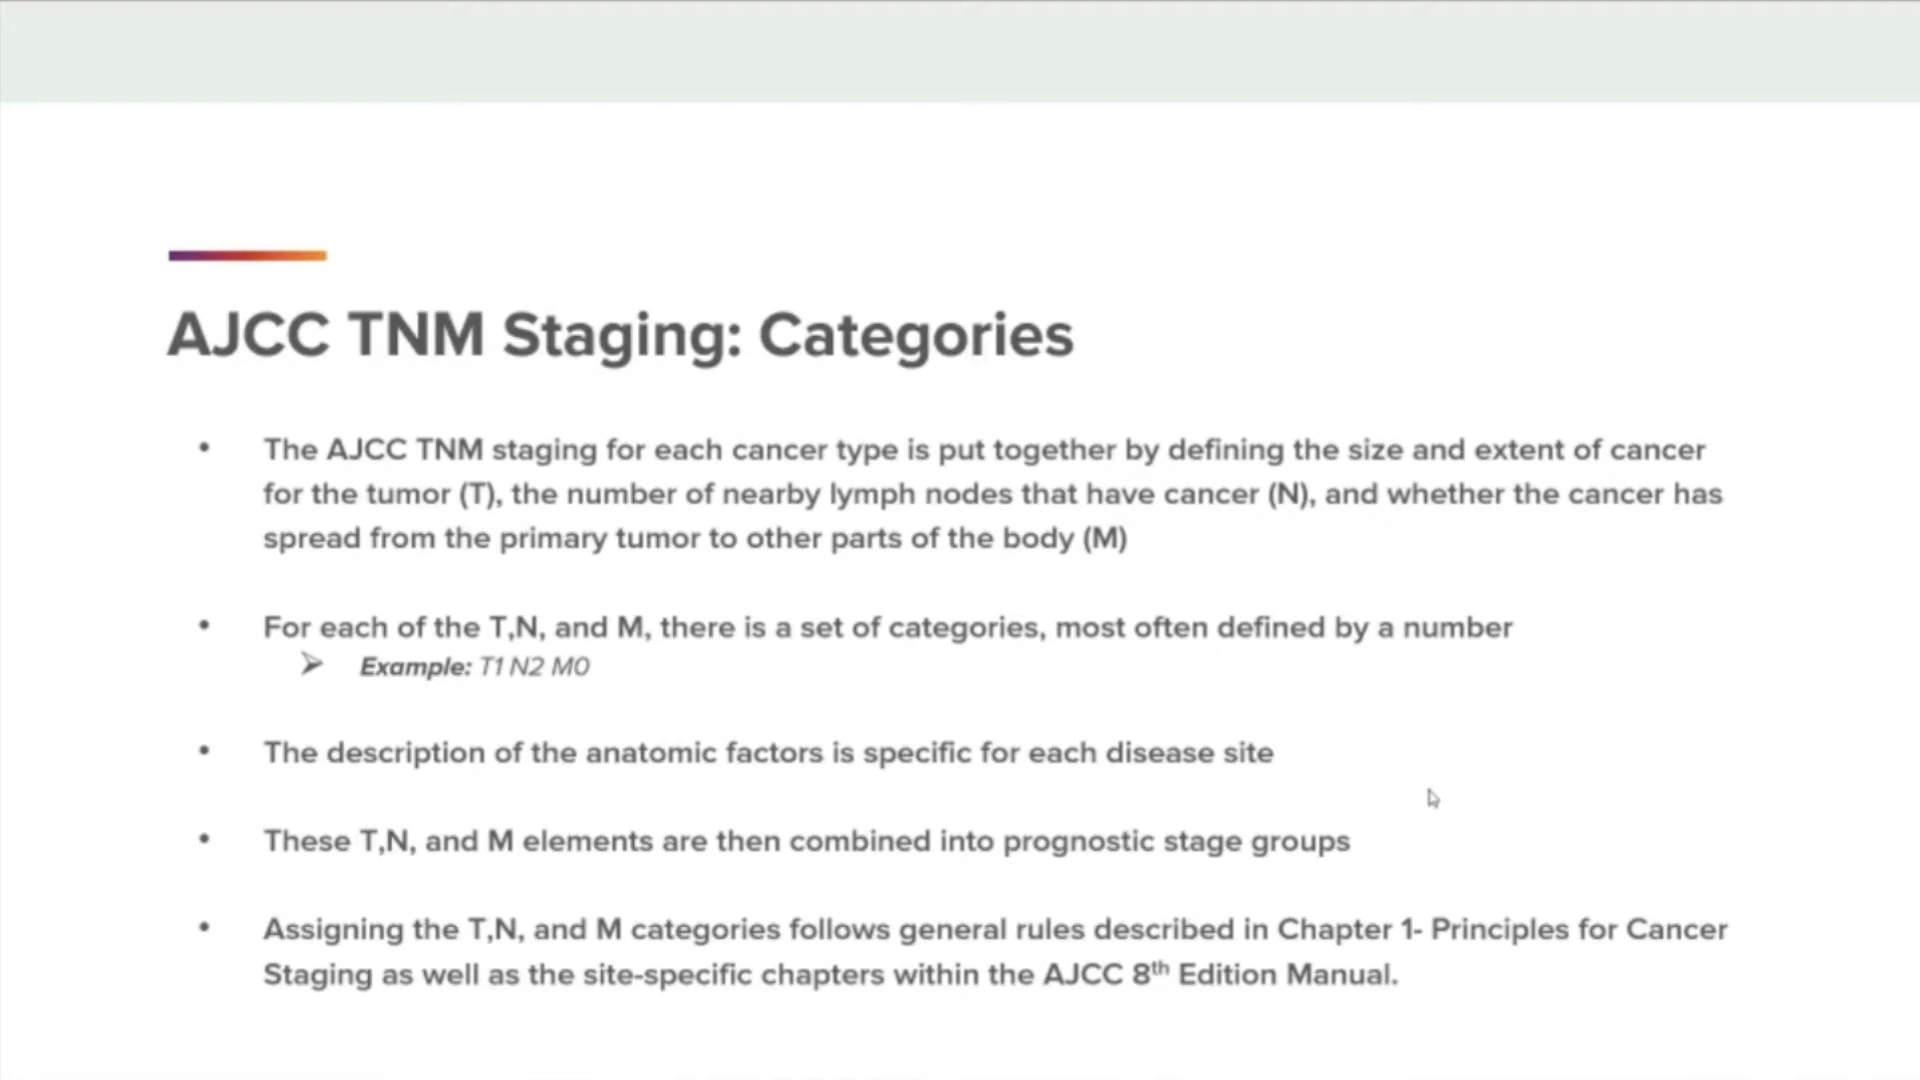 AJCC TNM Staging: Categories
• The AJCC TNM staging for each cancer type is put together by defining the size and extent of cancer
for the tumor (T), the number of nearby lymph nodes that have cancer (N), and whether the cancer has
spread from the primary tumor to other parts of the body (M)
• For each of the T,N, and M, there is a set of categories, most often defined by a number
➢ Example: T1 N2 M0
• The description of the anatomic factors is specific for each disease site
• These T,N, and M elements are then combined into prognostic stage groups
• Assigning the T,N, and M categories follows general rules described in Chapter 1- Principles for Cancer
Staging as well as the site-specific chapters within the AJCC 8th Edition Manual.